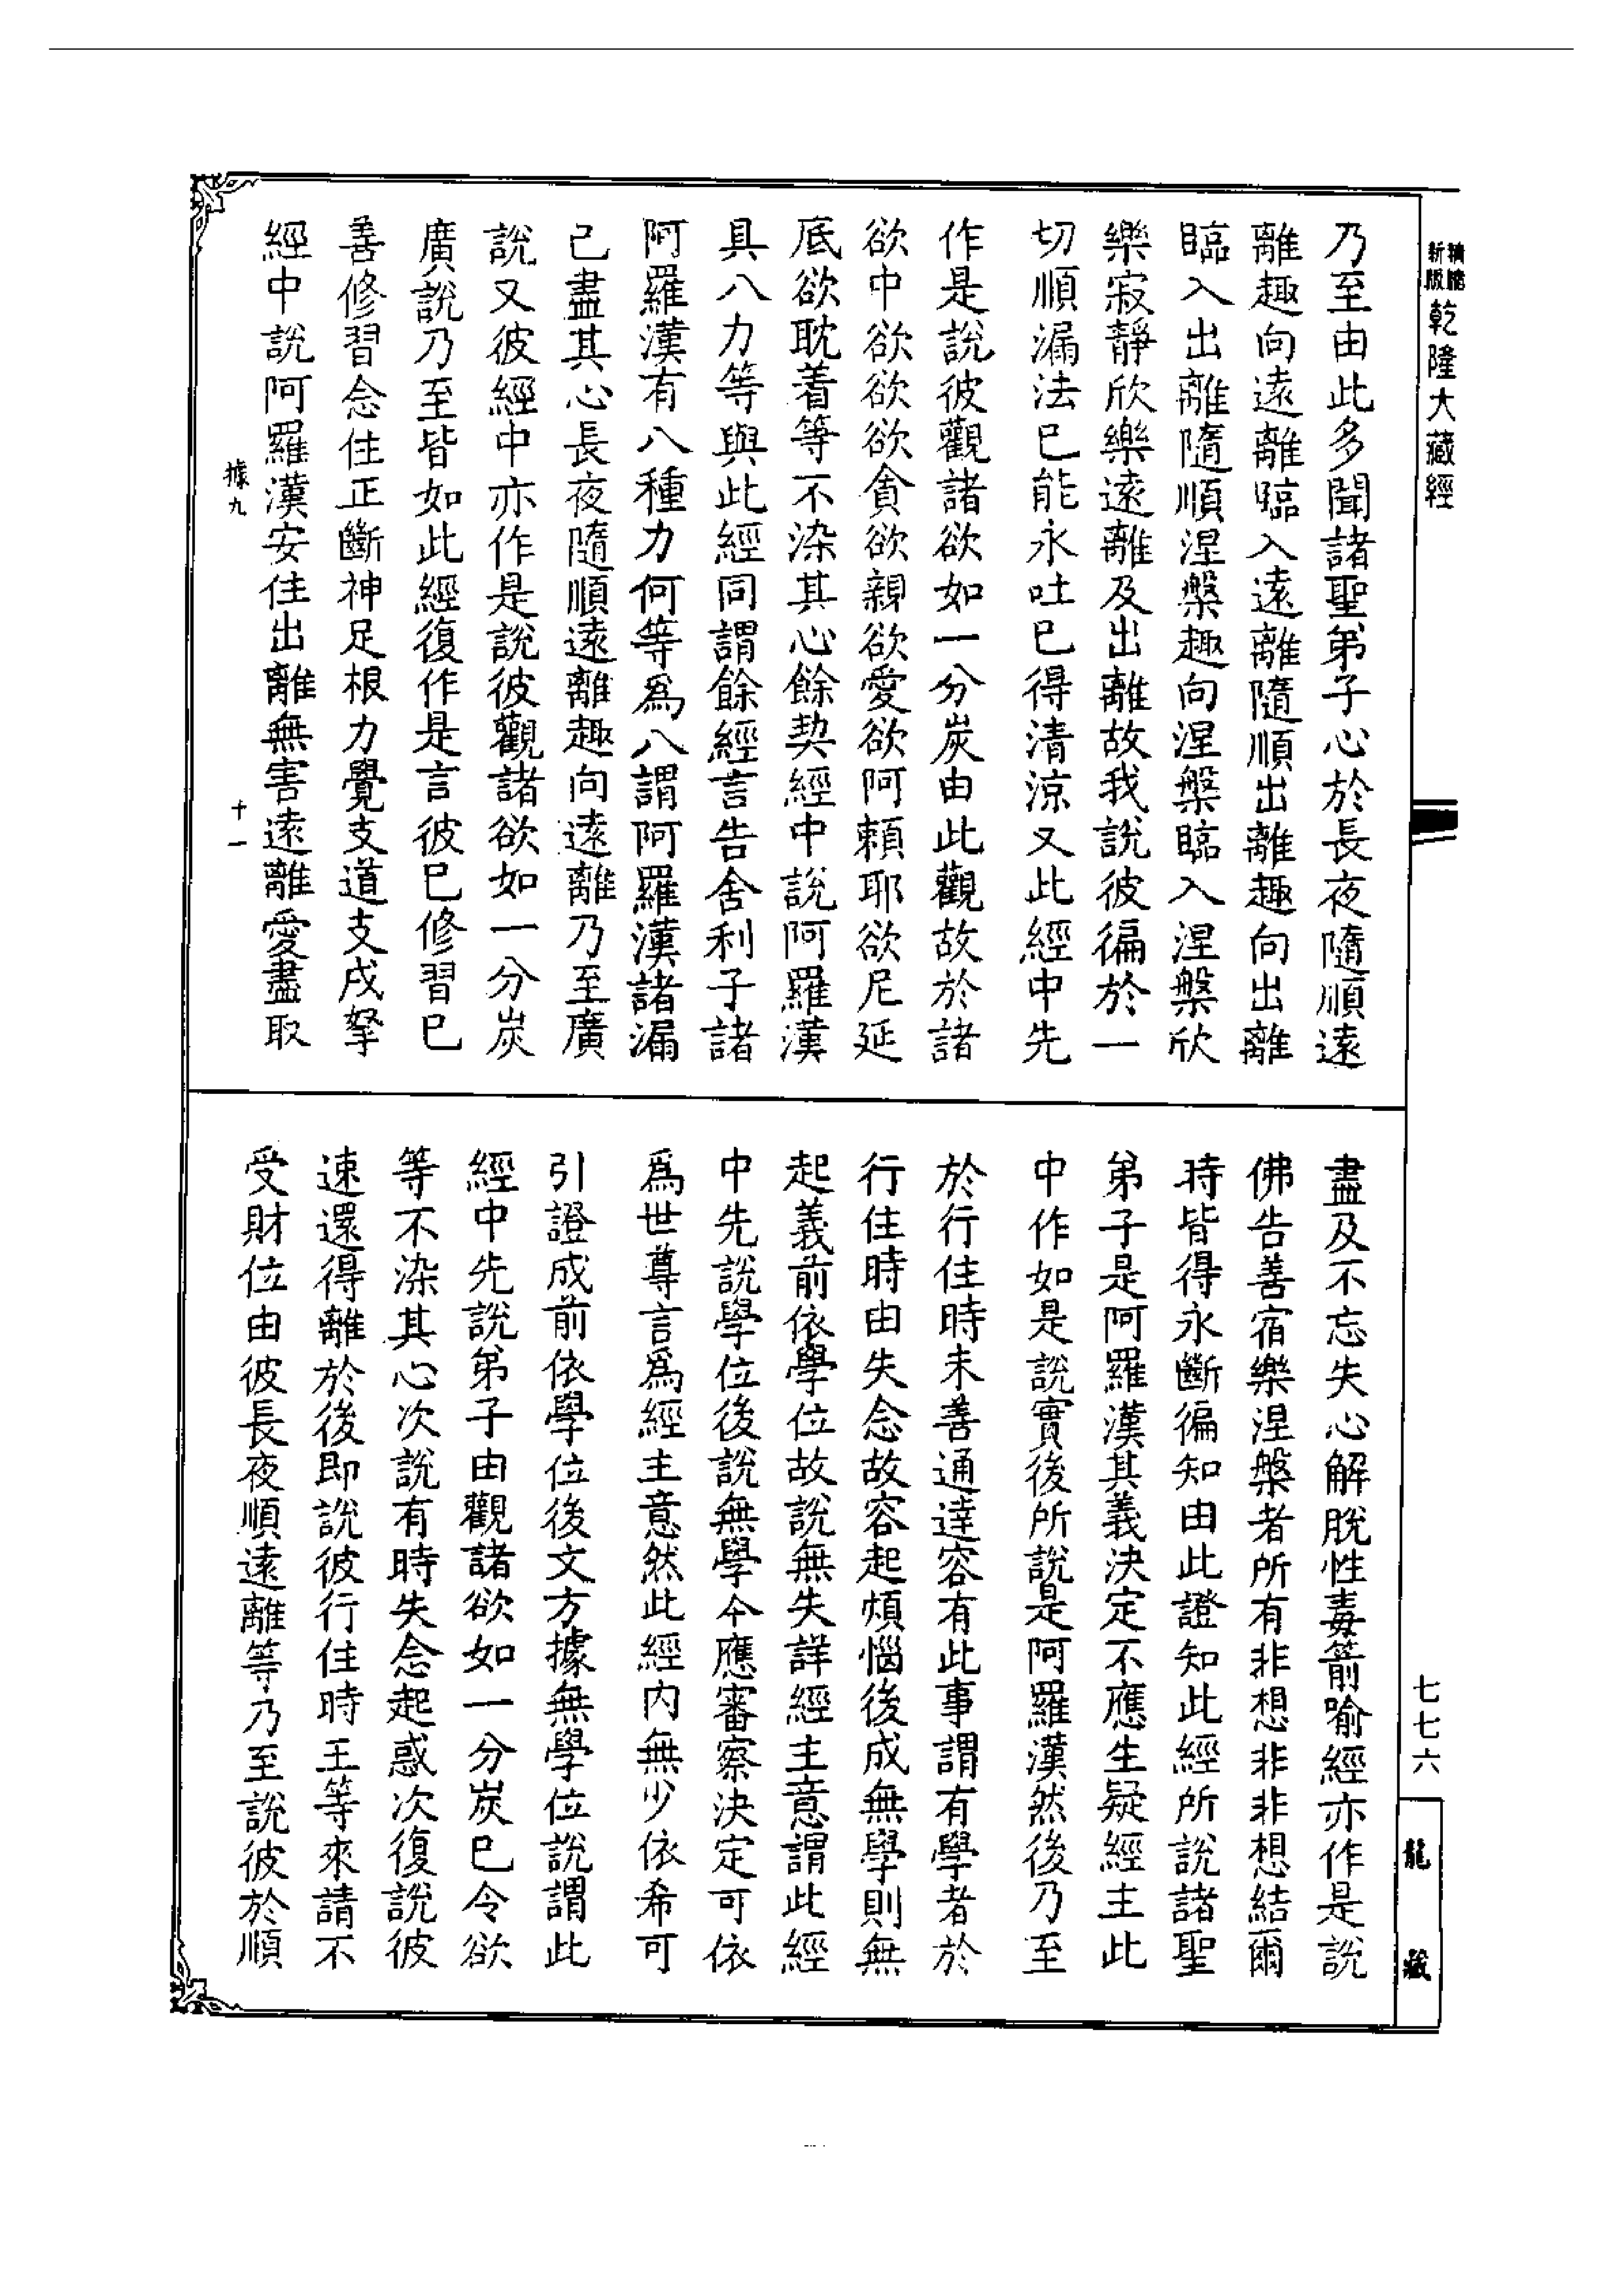 精縮新版乾隆大藏經
乃至由此多聞諸聖弟子心於長夜隨順遠
離趣向遠離臨入遠離隨順出離趣向出離
臨入出離隨順涅槃趣向涅槃臨入涅槃欣
樂寂靜欣樂遠離及出離故我說彼徧於一
切順漏法已能永吐已得清涼又此經中先
作是說彼觀諸欲如一分炭由此觀故於諸
欲中欲欲欲貪欲親欲愛欲阿賴耶欲尼延
底欲耽着等不染其心餘契經中說阿羅漢
具八力等與此經同謂餘經言告舍利子諸
阿羅漢有八種力何等爲八謂阿羅漢諸漏
已盡其心長夜隨順遠離趣向遠離乃至廣
說又彼經中亦作是說彼觀諸欲如一分炭
廣說乃至皆如此經復作是言彼已修習已
善修習念住正斷神足根力覺支道支戌拏
經中說阿羅漢安住出離無害遠離愛盡取
據九
十一
盡及不忘失心解脫性毒箭喻經亦作是說
佛告善宿樂涅槃者所有非想非非想結爾
時皆得永斷徧知由此證知此經所說諸聖
弟子是阿羅漢其義決定不應生疑經主此
中作如是說實後所說是阿羅漢然後乃至
於行住時未善通達容有此事謂有學者於
行住時由失念故容起煩惱後成無學則無
起義前依學位故說無失詳經主意謂此經
中先說學位後說無學今應審察決定可依
爲世尊言爲經主意然此經內無少依希可
引證成前依學位後文方據無學位說謂此
經中先說弟子由觀諸欲如一分炭已令欲
等不染其心次說有時失念起惑次復說彼
速還得離於後即說彼行住時王等來請不
受財位由彼長夜順遠離等乃至說彼於順
七七六
龍藏